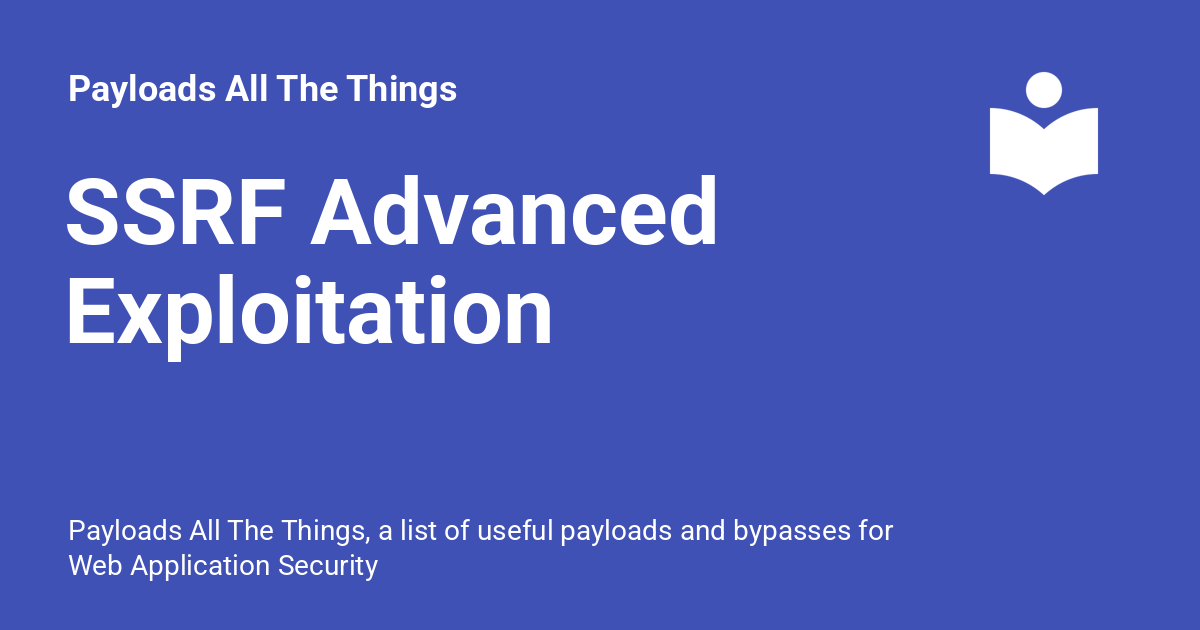 Payloads All The Things
SSRF Advanced
Exploitation
Payloads All The Things, a list of useful payloads and bypasses for
Web Application Security